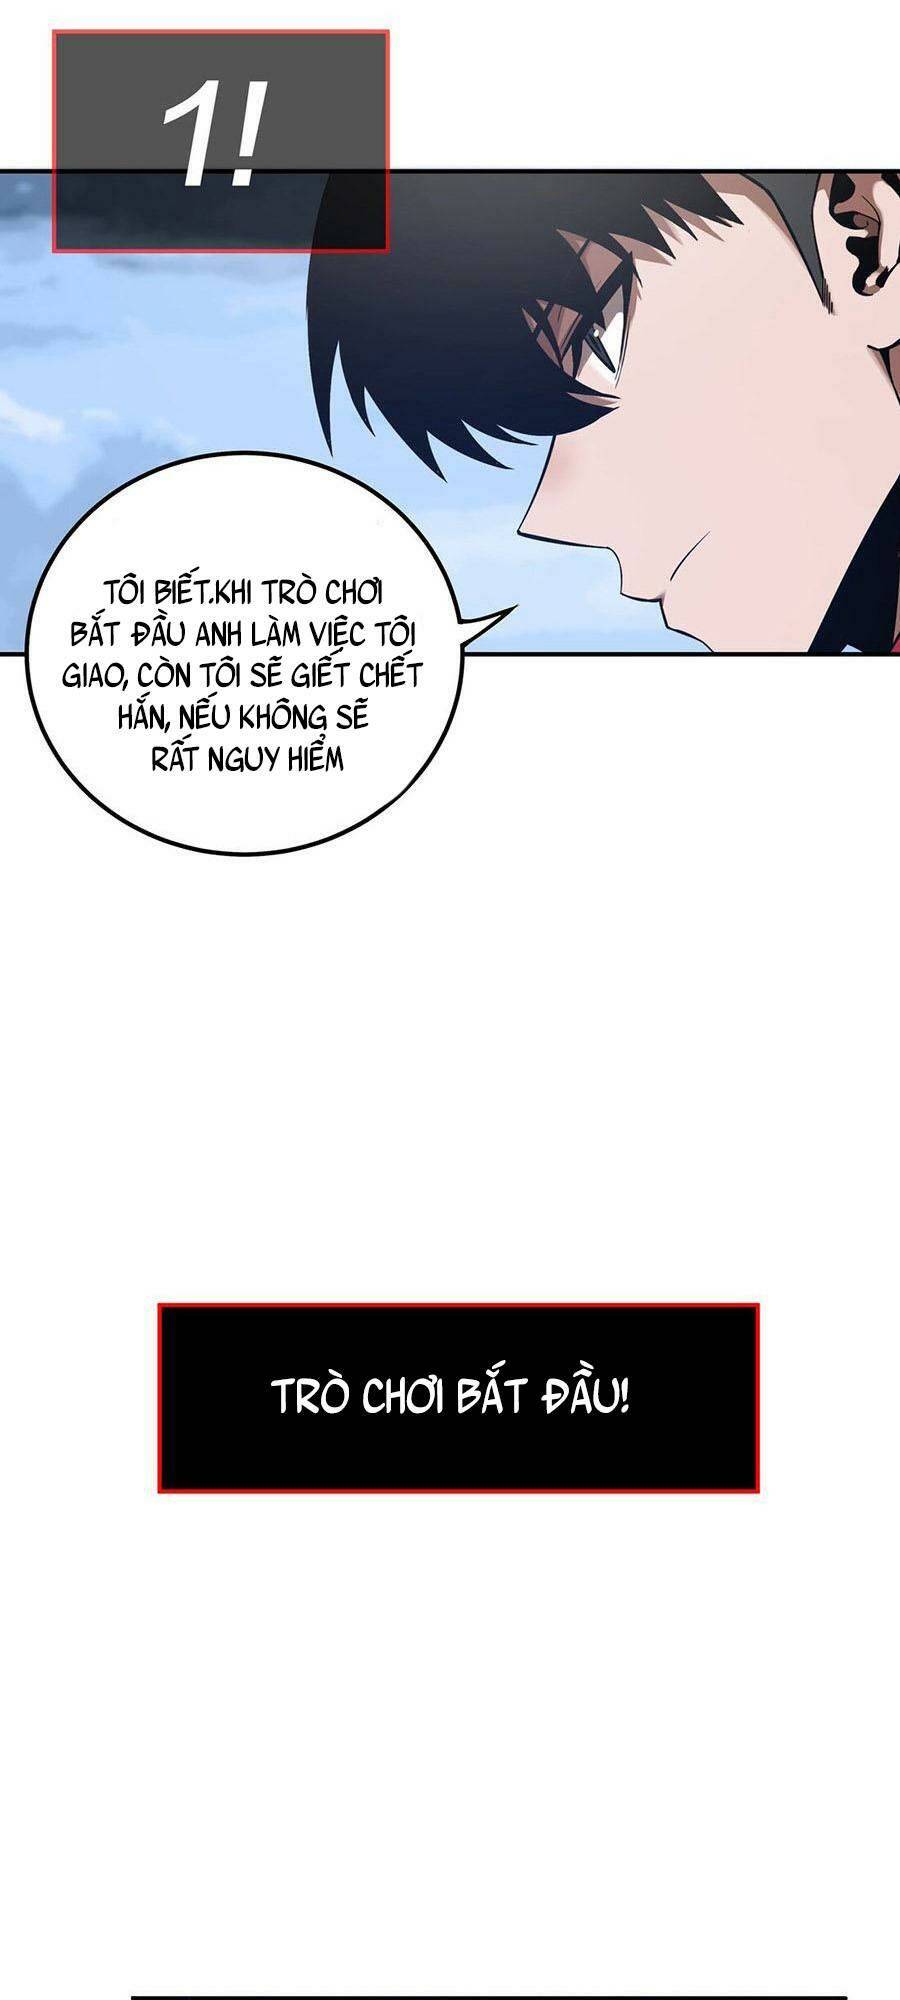 1!
TÔI BIẾT.KHI TRÒ CHƠI
BẮT ĐẦU ANH LÀM VIỆC TÔI
GIAO, CÒN TÔI SẼ GIẾT CHẾT
HẮN, NẾU KHÔNG SẼ
RẤT NGUY HIỂM
TRÒ CHƠI BẮT ĐẦU!